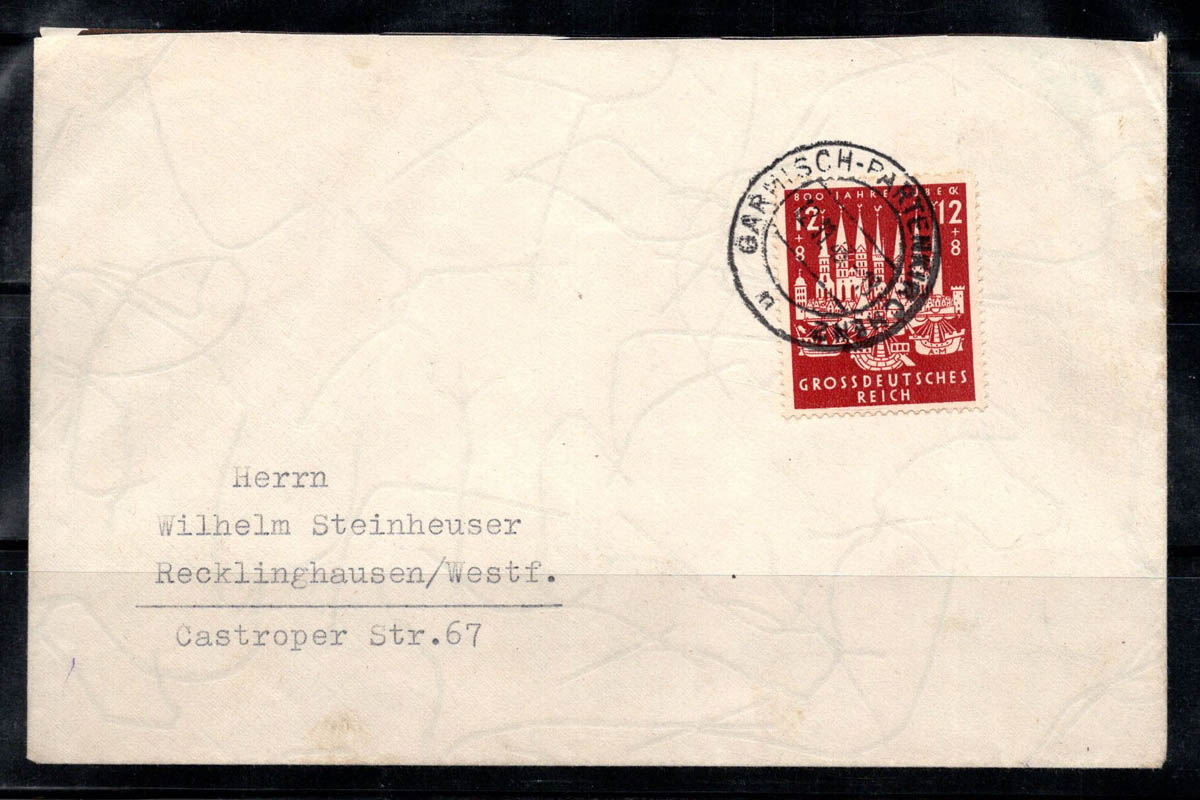 GARMISCH-PARTENKIRCHEN 2
u
800 JAHRE LÜBECK
12 12
+ +
8 8
A·M
GROSSDEUTSCHES
REICH
Herrn
Wilhelm Steinheuser
Recklinghausen/Westf.
Castroper Str.67